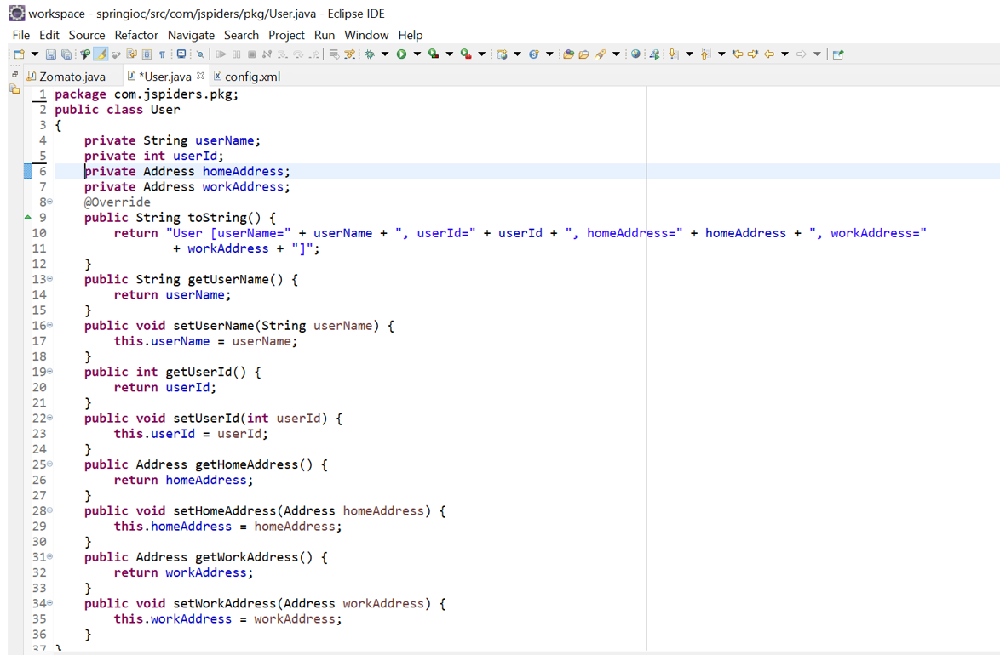 workspace - springioc/src/com/jspiders/pkg/User.java - Eclipse IDE
File Edit Source Refactor Navigate Search Project Run Window Help
Zomato.java *User.java config.xml
1 package com.jspiders.pkg;
2 public class User
3 {
4     private String userName;
5     private int userId;
6     private Address homeAddress;
7     private Address workAddress;
8     @Override
9     public String toString() {
10         return "User [userName=" + userName + ", userId=" + userId + ", homeAddress=" + homeAddress + ", workAddress="
11                 + workAddress + "]";
12     }
13     public String getUserName() {
14         return userName;
15     }
16     public void setUserName(String userName) {
17         this.userName = userName;
18     }
19     public int getUserId() {
20         return userId;
21     }
22     public void setUserId(int userId) {
23         this.userId = userId;
24     }
25     public Address getHomeAddress() {
26         return homeAddress;
27     }
28     public void setHomeAddress(Address homeAddress) {
29         this.homeAddress = homeAddress;
30     }
31     public Address getWorkAddress() {
32         return workAddress;
33     }
34     public void setWorkAddress(Address workAddress) {
35         this.workAddress = workAddress;
36     }
37 }